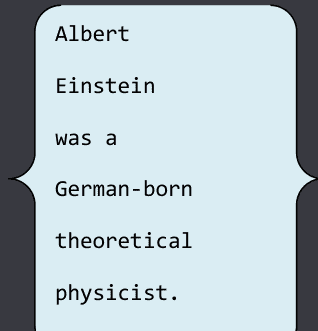 Albert
Einstein
was a
German-born
theoretical
physicist.